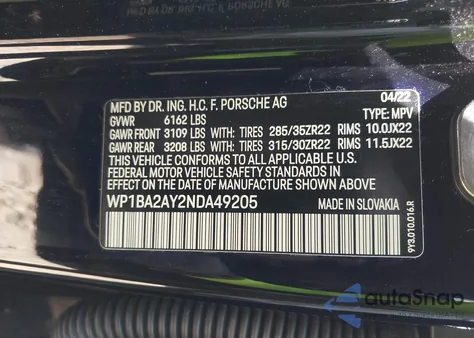 MFD BY DR. ING. H.C. F. PORSCHE AG 04/22
GVWR 6162 LBS TYPE: MPV
GAWR FRONT 3109 LBS WITH: TIRES 285/35ZR22 RIMS 10.0JX22
GAWR REAR 3208 LBS WITH: TIRES 315/30ZR22 RIMS 11.5JX22
THIS VEHICLE CONFORMS TO ALL APPLICABLE U.S.
FEDERAL MOTOR VEHICLE SAFETY STANDARDS IN
EFFECT ON THE DATE OF MANUFACTURE SHOWN ABOVE
WP1BA2AY2NDA49205 MADE IN SLOVAKIA
9Y3.010.016.R
autoSnap